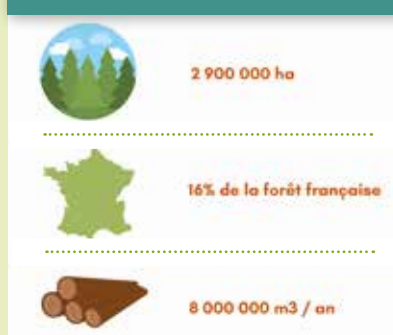 2 900 000 ha
16% de la forêt française
8 000 000 m3 / an